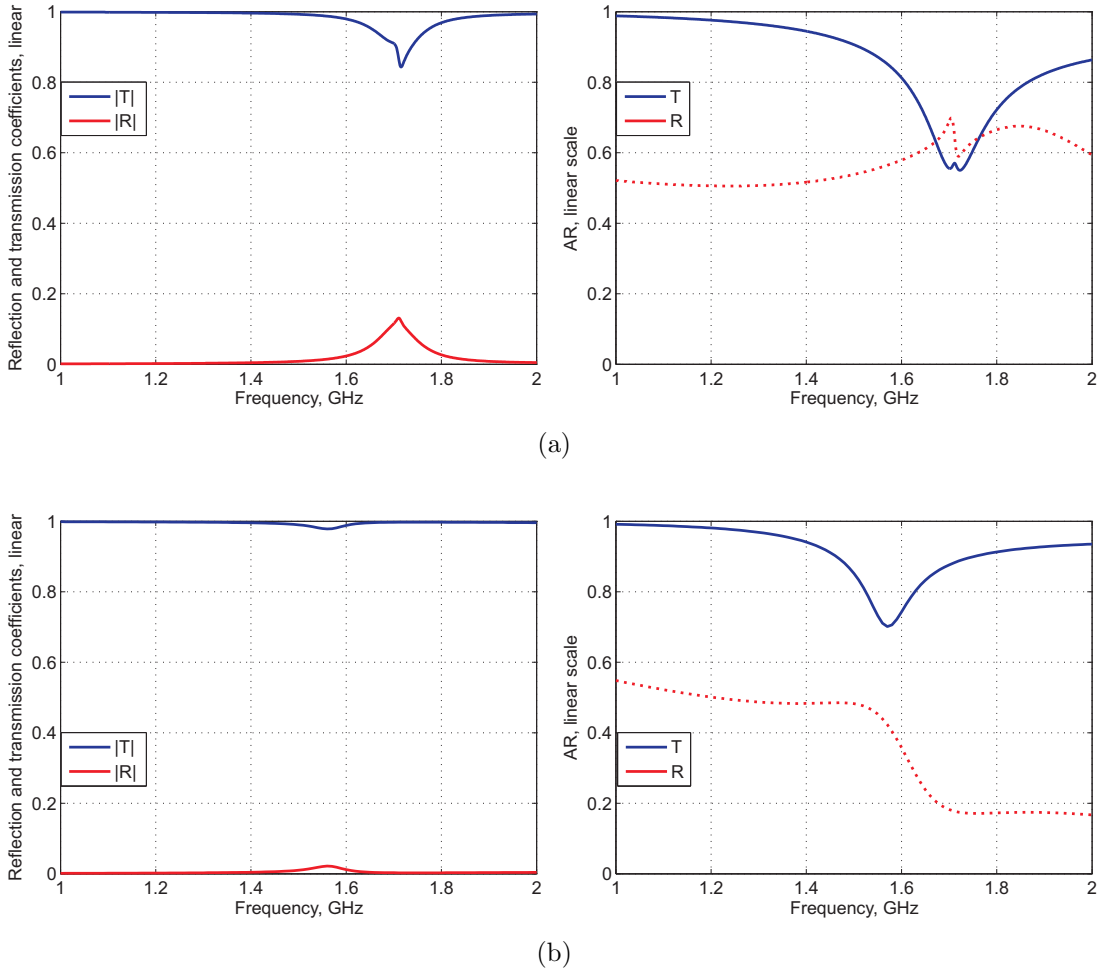 Reflection and transmission coefficients, linear
1
0.8
0.6
0.4
0.2
0
|T|
|R|
1 1.2 1.4 1.6 1.8 2
Frequency, GHz
AR, linear scale
1
0.8
0.6
0.4
0.2
0
T
R
1 1.2 1.4 1.6 1.8 2
Frequency, GHz
(a)
Reflection and transmission coefficients, linear
1
0.8
0.6
0.4
0.2
0
|T|
|R|
1 1.2 1.4 1.6 1.8 2
Frequency, GHz
AR, linear scale
1
0.8
0.6
0.4
0.2
0
T
R
1 1.2 1.4 1.6 1.8 2
Frequency, GHz
(b)